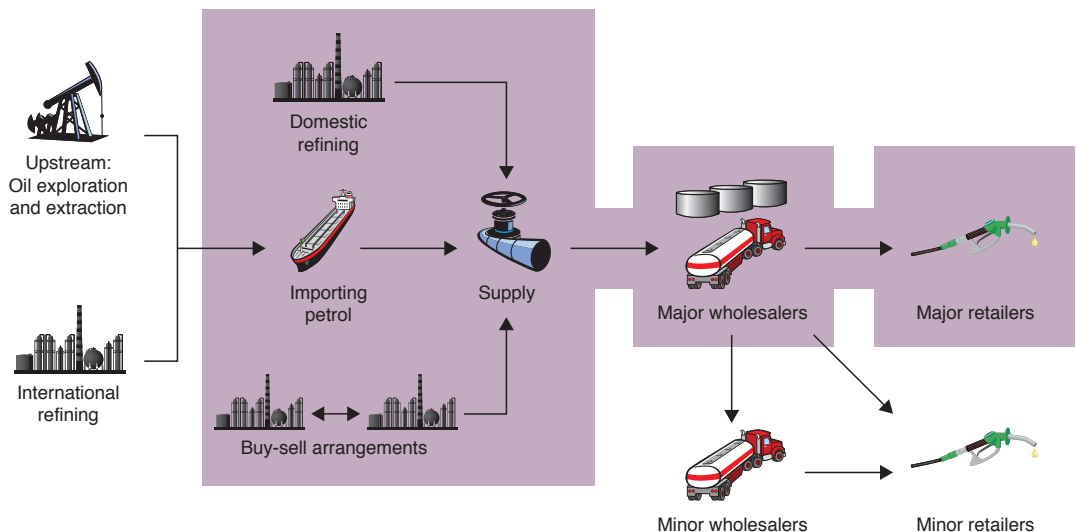 Upstream:
Oil exploration
and extraction
International
refining
Domestic
refining
Importing
petrol
Supply
Buy-sell arrangements
Major wholesalers
Major retailers
Minor wholesalers
Minor retailers